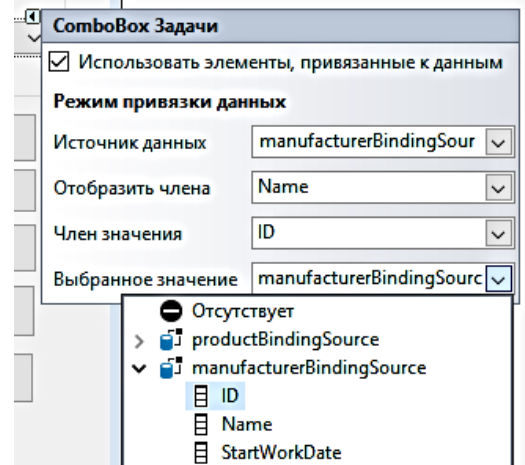 ComboBox Задачи
Использовать элементы, привязанные к данным
Режим привязки данных
Источник данных manufacturerBindingSour
Отобразить члена Name
Член значения ID
Выбранное значение manufacturerBindingSourc
Отсутствует
productBindingSource
manufacturerBindingSource
ID
Name
StartWorkDate